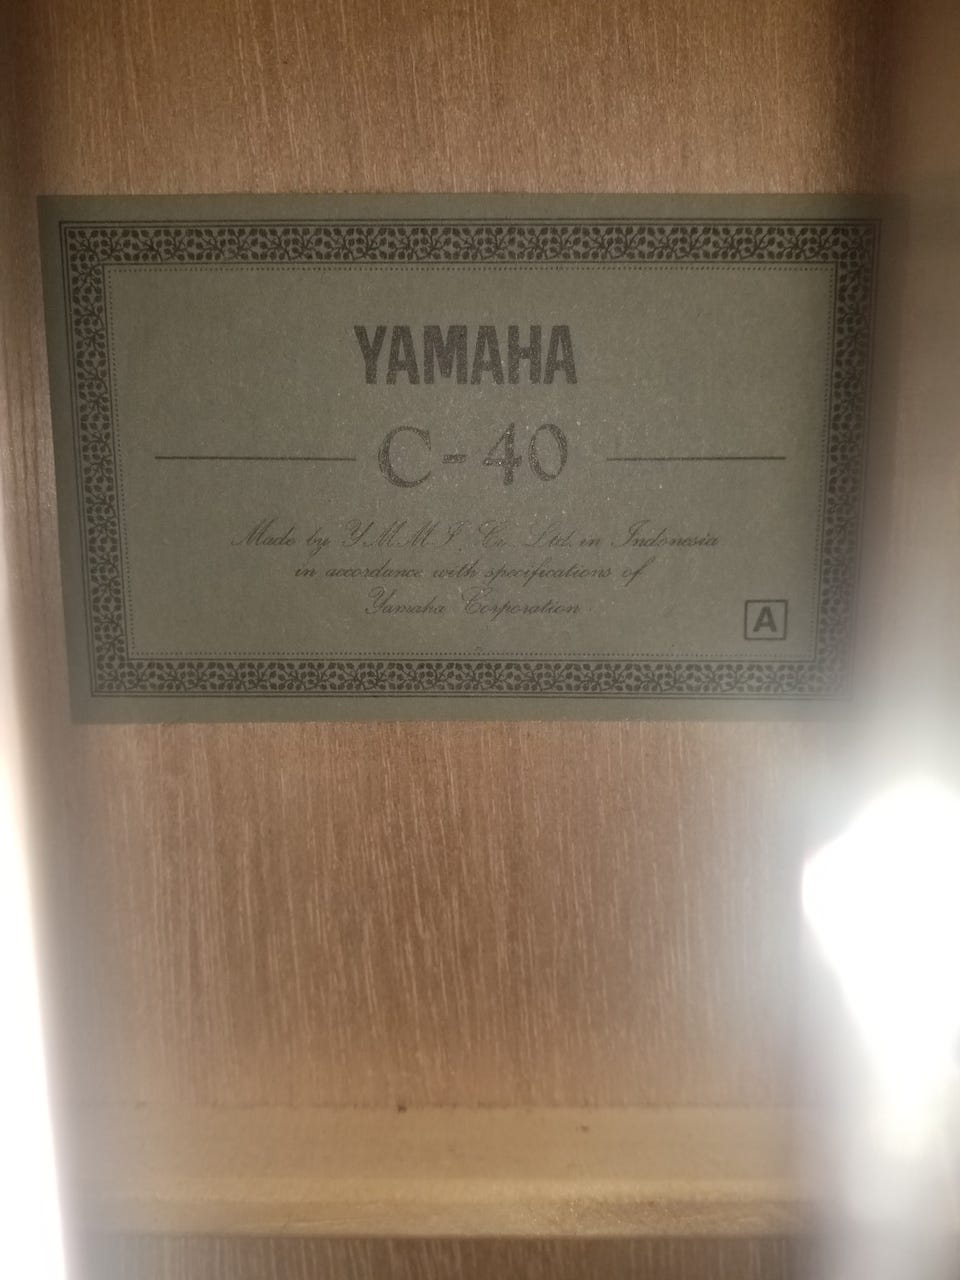 YAMAHA
C-40
Made by Y.M.M.I. Co. Ltd. in Indonesia
in accordance with specifications of
Yamaha Corporation
A